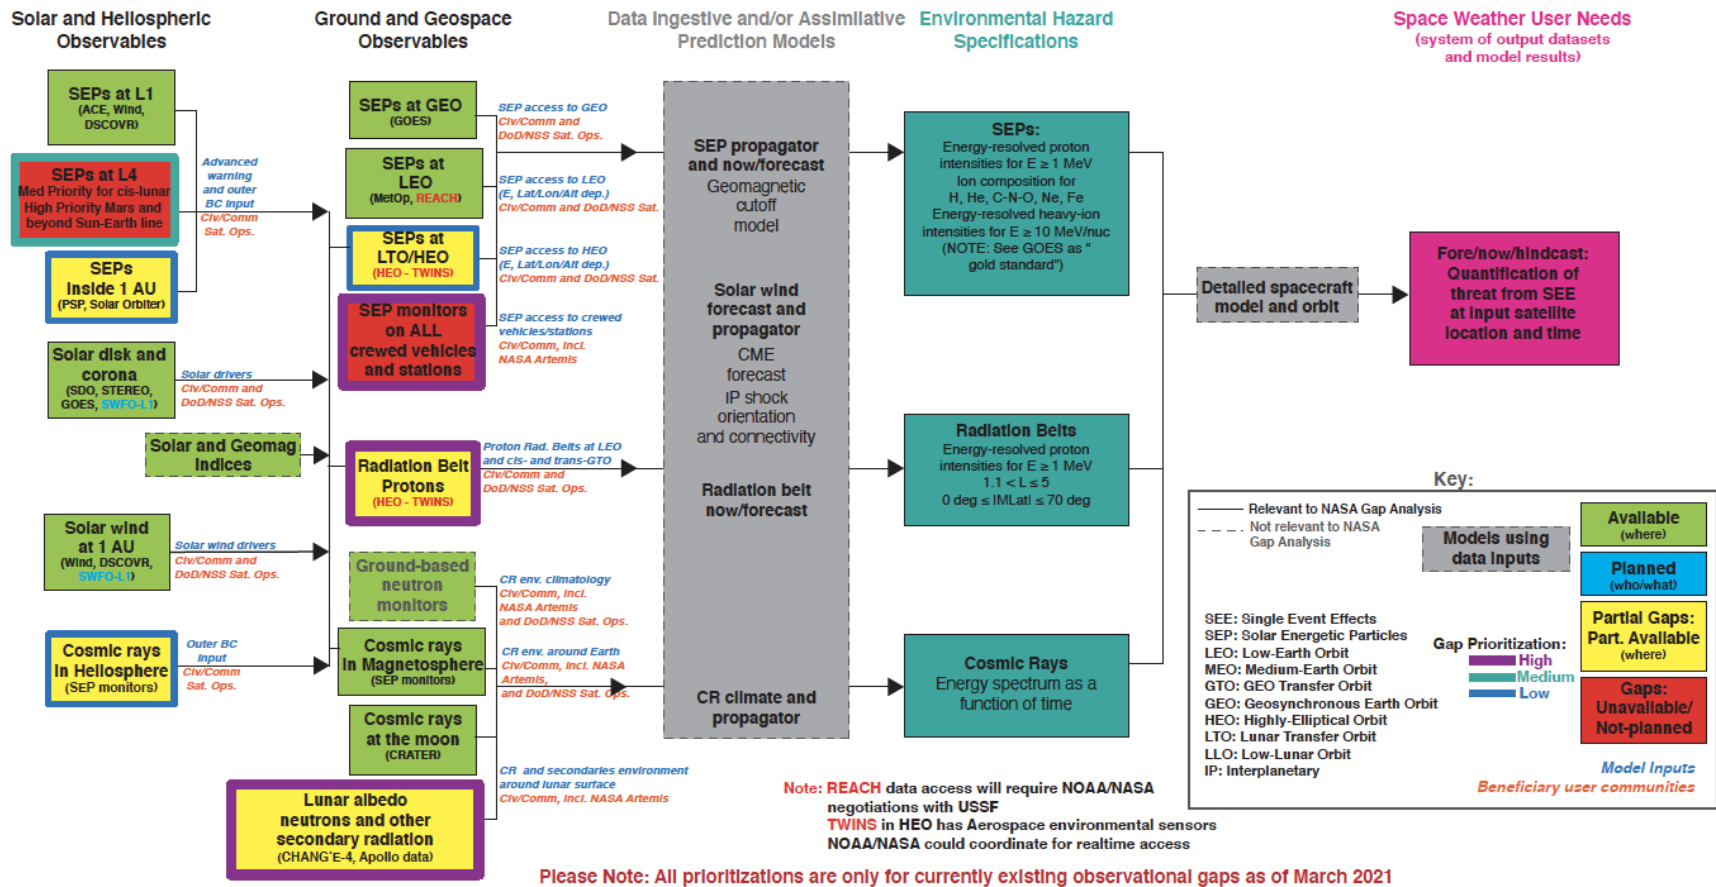 Solar and Heliospheric
Observables
Ground and Geospace
Observables
Data Ingestive and/or Assimilative
Prediction Models
Environmental Hazard
Specifications
Space Weather User Needs
(system of output datasets
and model results)
SEPs at L1
(ACE, Wind,
DSCOVR)
SEPs at L4
Med Priority for cis-lunar
High Priority Mars and
beyond Sun-Earth line
SEPs
Inside 1 AU
(PSP, Solar Orbiter)
Advanced
warning
and outer
BC Input
Civ/Comm
Sat. Ops.
Solar disk and
corona
(SDO, STEREO,
GOES, SWFO-L1)
Solar drivers
Civ/Comm and
DoD/NSS Sat. Ops.
Solar and Geomag
Indices
Solar wind
at 1 AU
(Wind, DSCOVR,
SWFO-L1)
Solar wind drivers
Civ/Comm and
DoD/NSS Sat. Ops.
Cosmic rays
In Heliosphere
(SEP monitors)
Outer BC
Input
Civ/Comm
Sat. Ops.
SEPs at GEO
(GOES)
SEP access to GEO
Civ/Comm and
DoD/NSS Sat. Ops.
SEPs at
LEO
(MetOp, REACH)
SEP access to LEO
(E, Lat/Lon/Alt dep.)
Civ/Comm and DoD/NSS Sat.
SEPs at
LTO/HEO
(HEO - TWINS)
SEP access to HEO
(E, Lat/Lon/Alt dep.)
Civ/Comm and DoD/NSS Sat.
SEP monitors
on ALL
crewed vehicles
and stations
SEP access to crewed
vehicles/stations
Civ/Comm, incl.
NASA Artemis
Radiation Belt
Protons
(HEO - TWINS)
Proton Rad. Belts at LEO
and cis- and trans-GTO
Civ/Comm and
DoD/NSS Sat. Ops.
Ground-based
neutron
monitors
CR env. climatology
Civ/Comm, Incl.
NASA Artemis
and DoD/NSS Sat. Ops.
Cosmic rays
In Magnetosphere
(SEP monitors)
CR env. around Earth
Civ/Comm, Incl. NASA
Artemis,
and DoD/NSS Sat. Ops.
Cosmic rays
at the moon
(CRATER)
CR and secondaries environment
around lunar surface
Civ/Comm, incl. NASA Artemis
Lunar albedo
neutrons and other
secondary radiation
(CHANG'E-4, Apollo data)
SEP propagator
and now/forecast
Geomagnetic
cutoff
model
Solar wind
forecast and
propagator
CME
forecast
IP shock
orientation
and connectivity
Radiation belt
now/forecast
CR climate and
propagator
SEPs:
Energy-resolved proton
intensities for E ≥ 1 MeV
Ion composition for
H, He, C-N-O, Ne, Fe
Energy-resolved heavy-ion
intensities for E ≥ 10 MeV/nuc
(NOTE: See GOES as “
gold standard”)
Radiation Belts
Energy-resolved proton
intensities for E ≥ 1 MeV
1.1 < L ≤ 5
0 deg ≤ IMLatI ≤ 70 deg
Cosmic Rays
Energy spectrum as a
function of time
Detailed spacecraft
model and orbit
Fore/now/hindcast:
Quantification of
threat from SEE
at input satellite
location and time
Key:
Relevant to NASA Gap Analysis
Not relevant to NASA
Gap Analysis
Models using
data inputs
Available
(where)
Planned
(who/what)
Partial Gaps:
Part. Available
(where)
Gaps:
Unavailable/
Not-planned
SEE: Single Event Effects
SEP: Solar Energetic Particles
LEO: Low-Earth Orbit
MEO: Medium-Earth Orbit
GTO: GEO Transfer Orbit
GEO: Geosynchronous Earth Orbit
HEO: Highly-Elliptical Orbit
LTO: Lunar Transfer Orbit
LLO: Low-Lunar Orbit
IP: Interplanetary
Gap Prioritization:
High
Medium
Low
Model Inputs
Beneficiary user communities
Note: REACH data access will require NOAA/NASA
negotiations with USSF
TWINS in HEO has Aerospace environmental sensors
NOAA/NASA could coordinate for realtime access
Please Note: All prioritizations are only for currently existing observational gaps as of March 2021